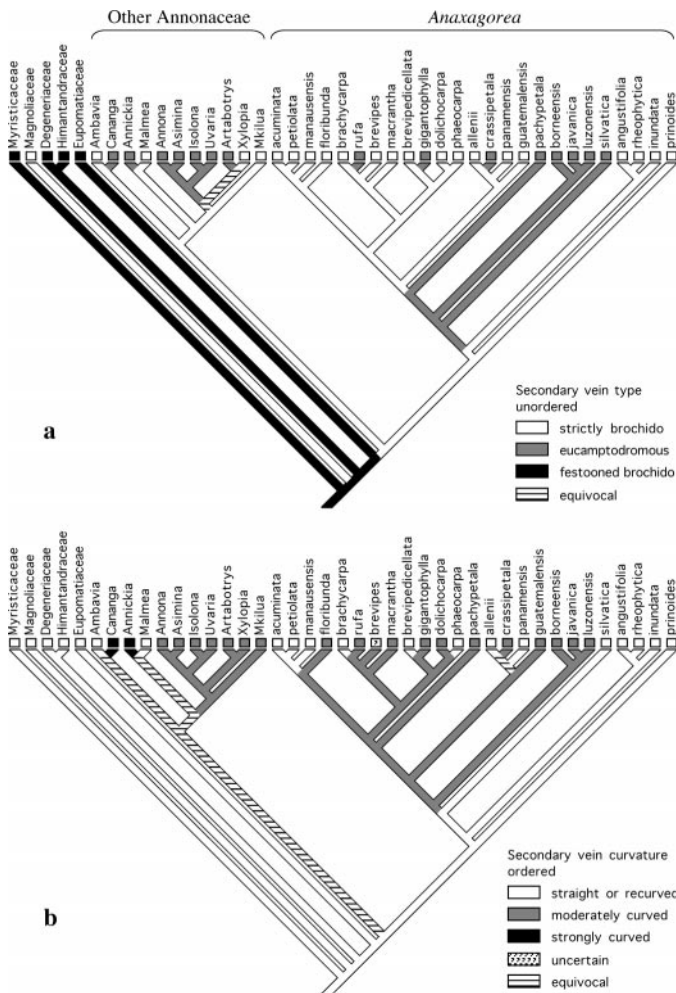 Other Annonaceae
Anaxagorea
Myristicaceae
Magnoliaceae
Degeneriaceae
Himantandraceae
Eupomatiaceae
Ambavia
Cananga
Annickia
Malmea
Annona
Asimina
Isolona
Uvaria
Artabotrys
Xylopia
Mkilua
acuminata
petiolata
manausensis
floribunda
brachycarpa
rufa
brevipes
macrantha
brevipedicellata
gigantophylla
dolichocarpa
phaeocarpa
allenii
crassipetala
panamensis
guatemalensis
pachypetala
borneensis
javanica
luzonensis
silvatica
angustifolia
rheophytica
inundata
prinoides
Secondary vein type
unordered
strictly brochido
eucamptodromous
festooned brochido
equivocal
a
Myristicaceae
Magnoliaceae
Degeneriaceae
Himantandraceae
Eupomatiaceae
Ambavia
Cananga
Annickia
Malmea
Annona
Asimina
Isolona
Uvaria
Artabotrys
Xylopia
Mkilua
acuminata
petiolata
manausensis
floribunda
brachycarpa
rufa
brevipes
macrantha
brevipedicellata
gigantophylla
dolichocarpa
phaeocarpa
pachypetala
allenii
crassipetala
panamensis
guatemalensis
borneensis
javanica
luzonensis
silvatica
angustifolia
rheophytica
inundata
prinoides
Secondary vein curvature
ordered
straight or recurved
moderately curved
strongly curved
uncertain
equivocal
b